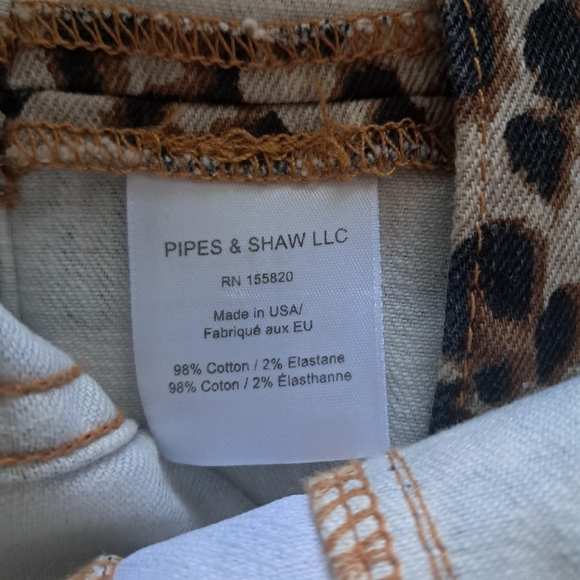 PIPES & SHAW LLC
RN 155820
Made in USA/
Fabriqué aux EU
98% Cotton / 2% Elastane
98% Coton / 2% Élasthanne